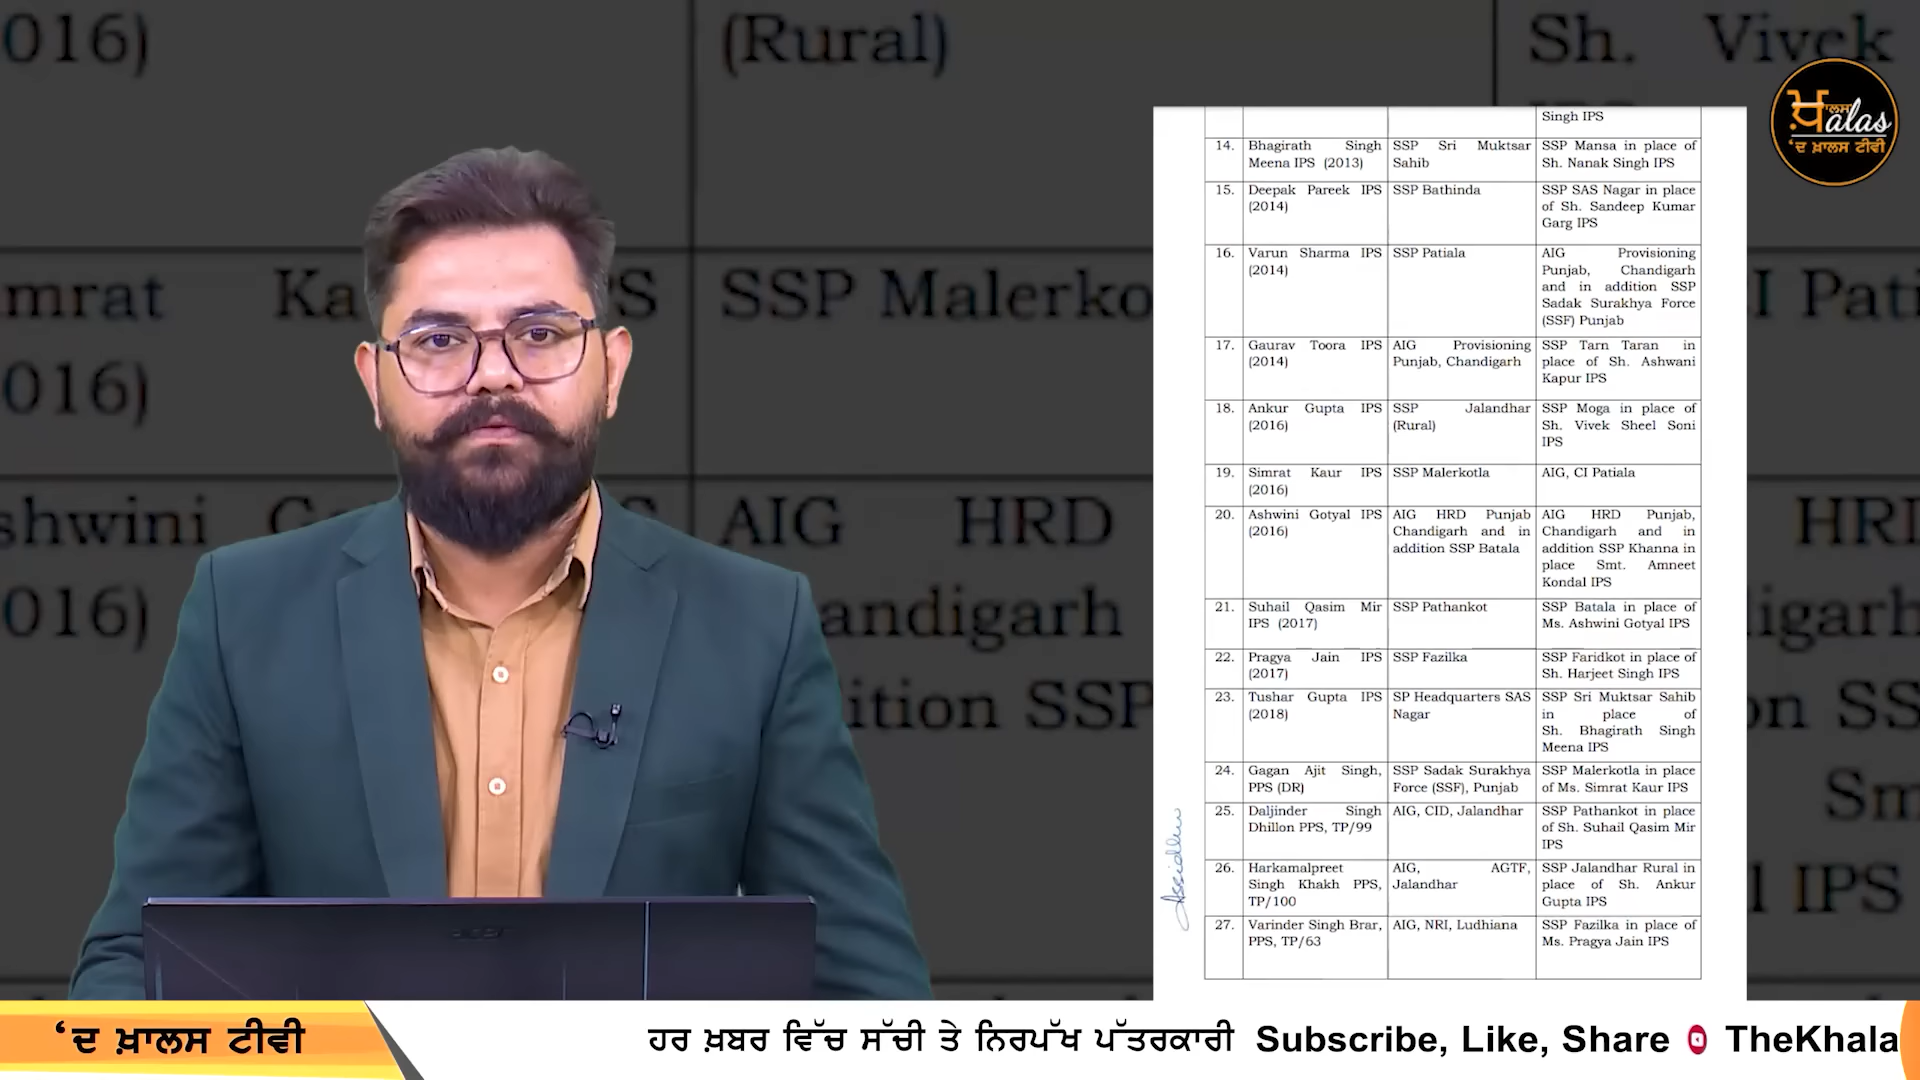 016)
(Rural)
Sh. Vivek
ਖ਼ਾਲਸ
alas
'ਦ ਖ਼ਾਲਸ ਟੀਵੀ
SSP Malerko
016)
AIG HRD
andigarh
016)
ition SSP
Singh IPS
14. Bhagirath Singh Meena IPS (2013) SSP Sri Muktsar Sahib SSP Mansa in place of Sh. Nanak Singh IPS
15. Deepak Pareek IPS (2014) SSP Bathinda SSP SAS Nagar in place of Sh. Sandeep Kumar Garg IPS
16. Varun Sharma IPS (2014) SSP Patiala AIG Provisioning Punjab, Chandigarh and in addition SSP Sadak Surakhya Force (SSF) Punjab
17. Gaurav Toora IPS (2014) AIG Provisioning Punjab, Chandigarh SSP Tarn Taran in place of Sh. Ashwani Kapur IPS
18. Ankur Gupta IPS (2016) SSP Jalandhar (Rural) SSP Moga in place of Sh. Vivek Sheel Soni IPS
19. Simrat Kaur IPS (2016) SSP Malerkotla AIG, CI Patiala
20. Ashwini Gotyal IPS (2016) AIG HRD Punjab Chandigarh and in addition SSP Batala AIG HRD Punjab, Chandigarh and in addition SSP Khanna in place Smt. Amneet Kondal IPS
21. Suhail Qasim Mir IPS (2017) SSP Pathankot SSP Batala in place of Ms. Ashwini Gotyal IPS
22. Pragya Jain IPS (2017) SSP Fazilka SSP Faridkot in place of Sh. Harjeet Singh IPS
23. Tushar Gupta IPS (2018) SP Headquarters SAS Nagar SSP Sri Muktsar Sahib in place of Sh. Bhagirath Singh Meena IPS
24. Gagan Ajit Singh, PPS (DR) SSP Sadak Surakhya Force (SSF), Punjab SSP Malerkotla in place of Ms. Simrat Kaur IPS
25. Daljinder Singh Dhillon PPS, TP/99 AIG, CID, Jalandhar SSP Pathankot in place of Sh. Suhail Qasim Mir IPS
26. Harkamalpreet Singh Khakh PPS, TP/100 AIG, AGTF, Jalandhar SSP Jalandhar Rural in place of Sh. Ankur Gupta IPS
27. Varinder Singh Brar, PPS, TP/63 AIG, NRI, Ludhiana SSP Fazilka in place of Ms. Pragya Jain IPS
'ਦ ਖ਼ਾਲਸ ਟੀਵੀ
ਹਰ ਖ਼ਬਰ ਵਿੱਚ ਸੱਚੀ ਤੇ ਨਿਰਪੱਖ ਪੱਤਰਕਾਰੀ Subscribe, Like, Share TheKhala